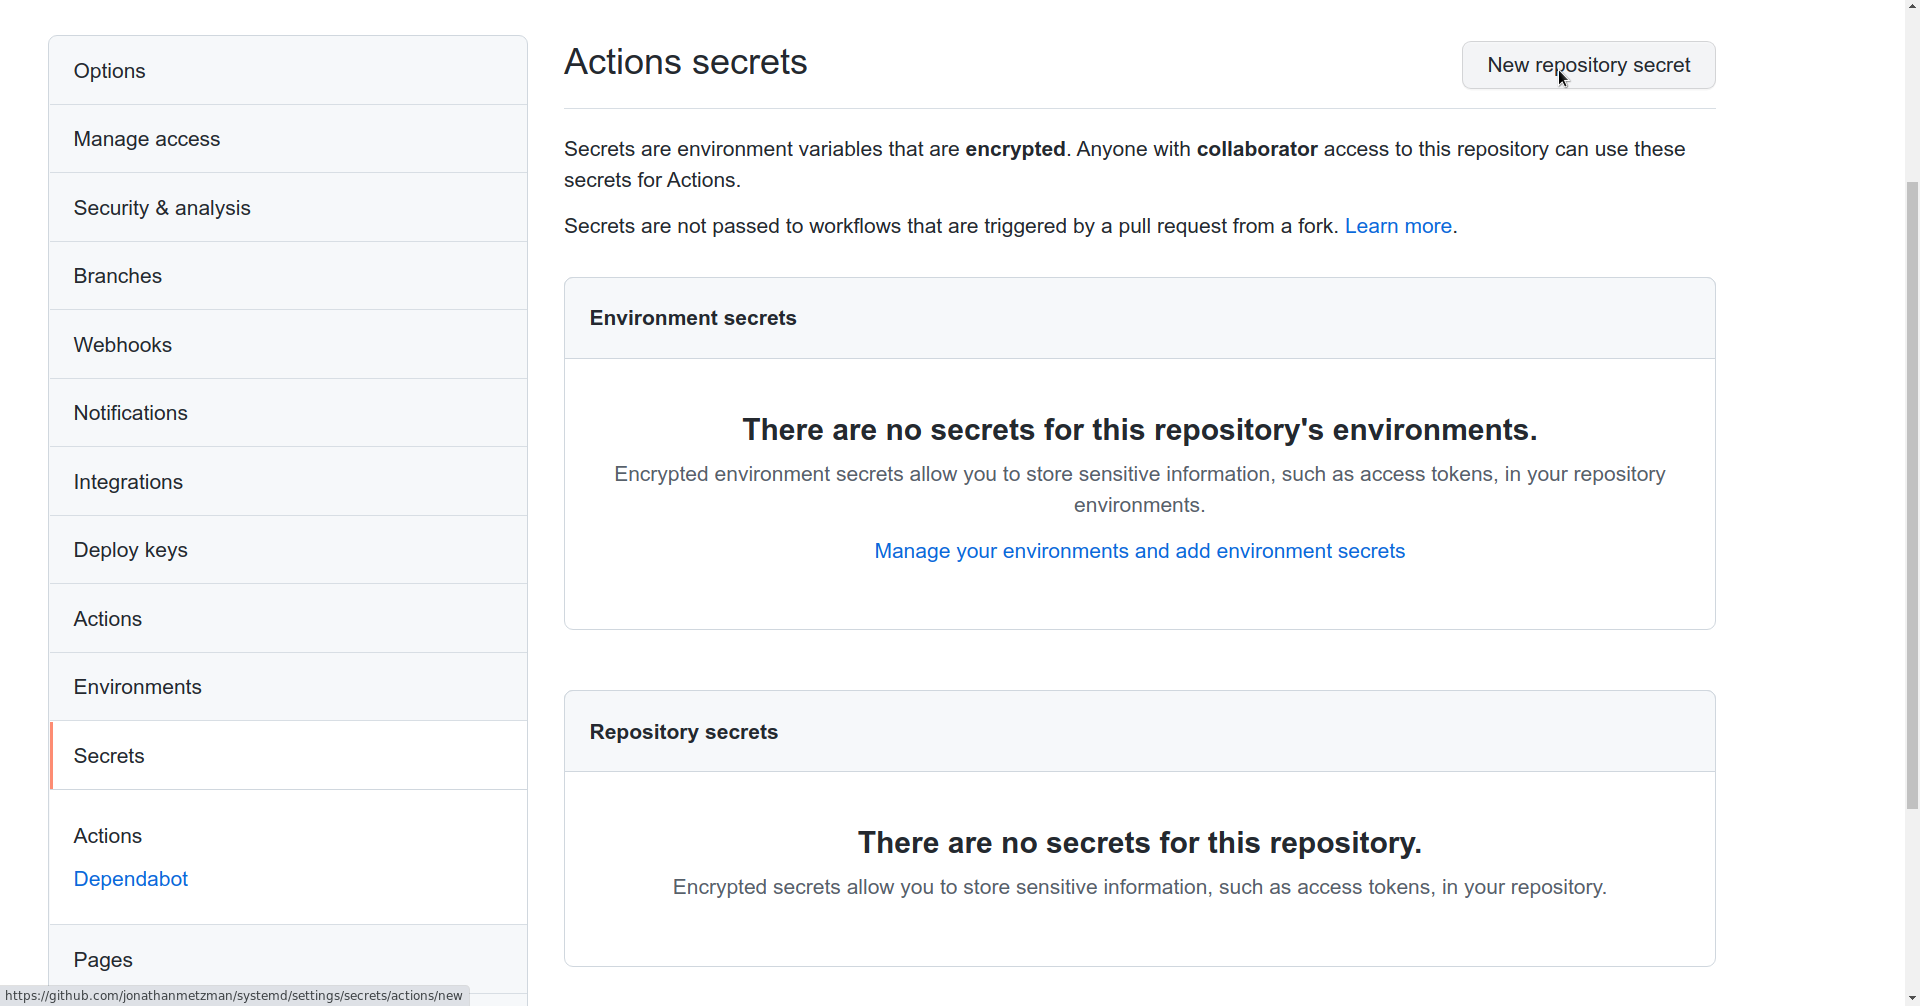 Options
Manage access
Security & analysis
Branches
Webhooks
Notifications
Integrations
Deploy keys
Actions
Environments
Secrets
Actions
Dependabot
Pages
Actions secrets
New repository secret
Secrets are environment variables that are encrypted. Anyone with collaborator access to this repository can use these
secrets for Actions.
Secrets are not passed to workflows that are triggered by a pull request from a fork. Learn more.
Environment secrets
There are no secrets for this repository's environments.
Encrypted environment secrets allow you to store sensitive information, such as access tokens, in your repository
environments.
Manage your environments and add environment secrets
Repository secrets
There are no secrets for this repository.
Encrypted secrets allow you to store sensitive information, such as access tokens, in your repository.
https://github.com/jonathanmetzman/systemd/settings/secrets/actions/new